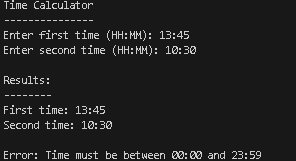 Time Calculator
---------------
Enter first time (HH:MM): 13:45
Enter second time (HH:MM): 10:30

Results:
--------
First time: 13:45
Second time: 10:30

Error: Time must be between 00:00 and 23:59